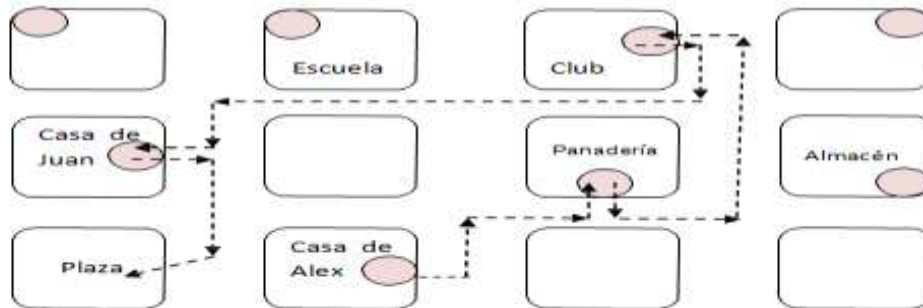 Escuela
Club
Casa de
Juan
Panadería
Almacén
Plaza
Casa de
Alex